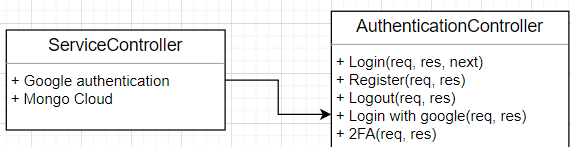 ServiceController
+ Google authentication
+ Mongo Cloud
AuthenticationController
+ Login(req, res, next)
+ Register(req, res)
+ Logout(req, res)
+ Login with google(req, res)
+ 2FA(req, res)